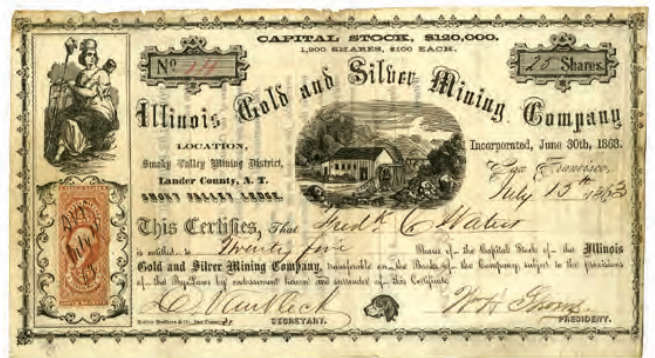 CAPITAL STOCK, $120,000.
1,200 SHARES, $100 EACH.
No 14
25 Shares
Illinois Gold and Silver Mining Company
LOCATION,
Smoky Valley Mining District,
Lander County, N. T.
SMOKY VALLEY LEDGE.
Incorporated, June 30th, 1863.
San Francisco,
July 15th 1863
This Certifies, That Fredk C Waters
is entitled to Twenty five Shares of the Capital Stock of the Illinois
Gold and Silver Mining Company, transferable on the Books of the Company, subject to the provisions
of the By-Laws by endorsement hereon and surrender of this Certificate
C Van Vleck
SECRETARY.
PRESIDENT.